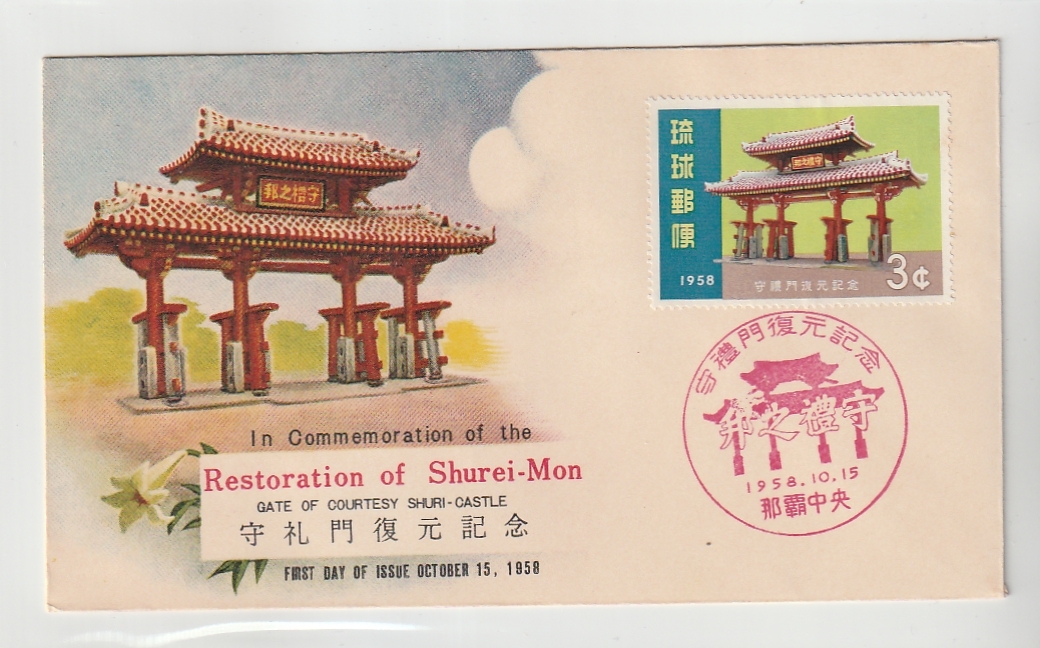 守禮之邦
In Commemoration of the
Restoration of Shurei-Mon
GATE OF COURTESY SHURI-CASTLE
守礼門復元記念
FIRST DAY OF ISSUE OCTOBER 15, 1958
琉球郵便
守禮之邦
1958
守禮門復元記念
3¢
守禮門復元記念
守禮之邦
1958.10.15
那覇中央